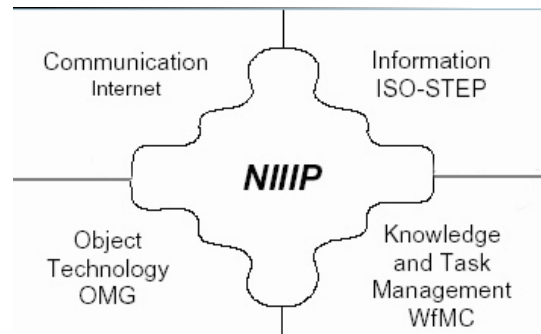 Communication
Internet
Information
ISO-STEP
NIIIP
Object
Technology
OMG
Knowledge
and Task
Management
WfMC